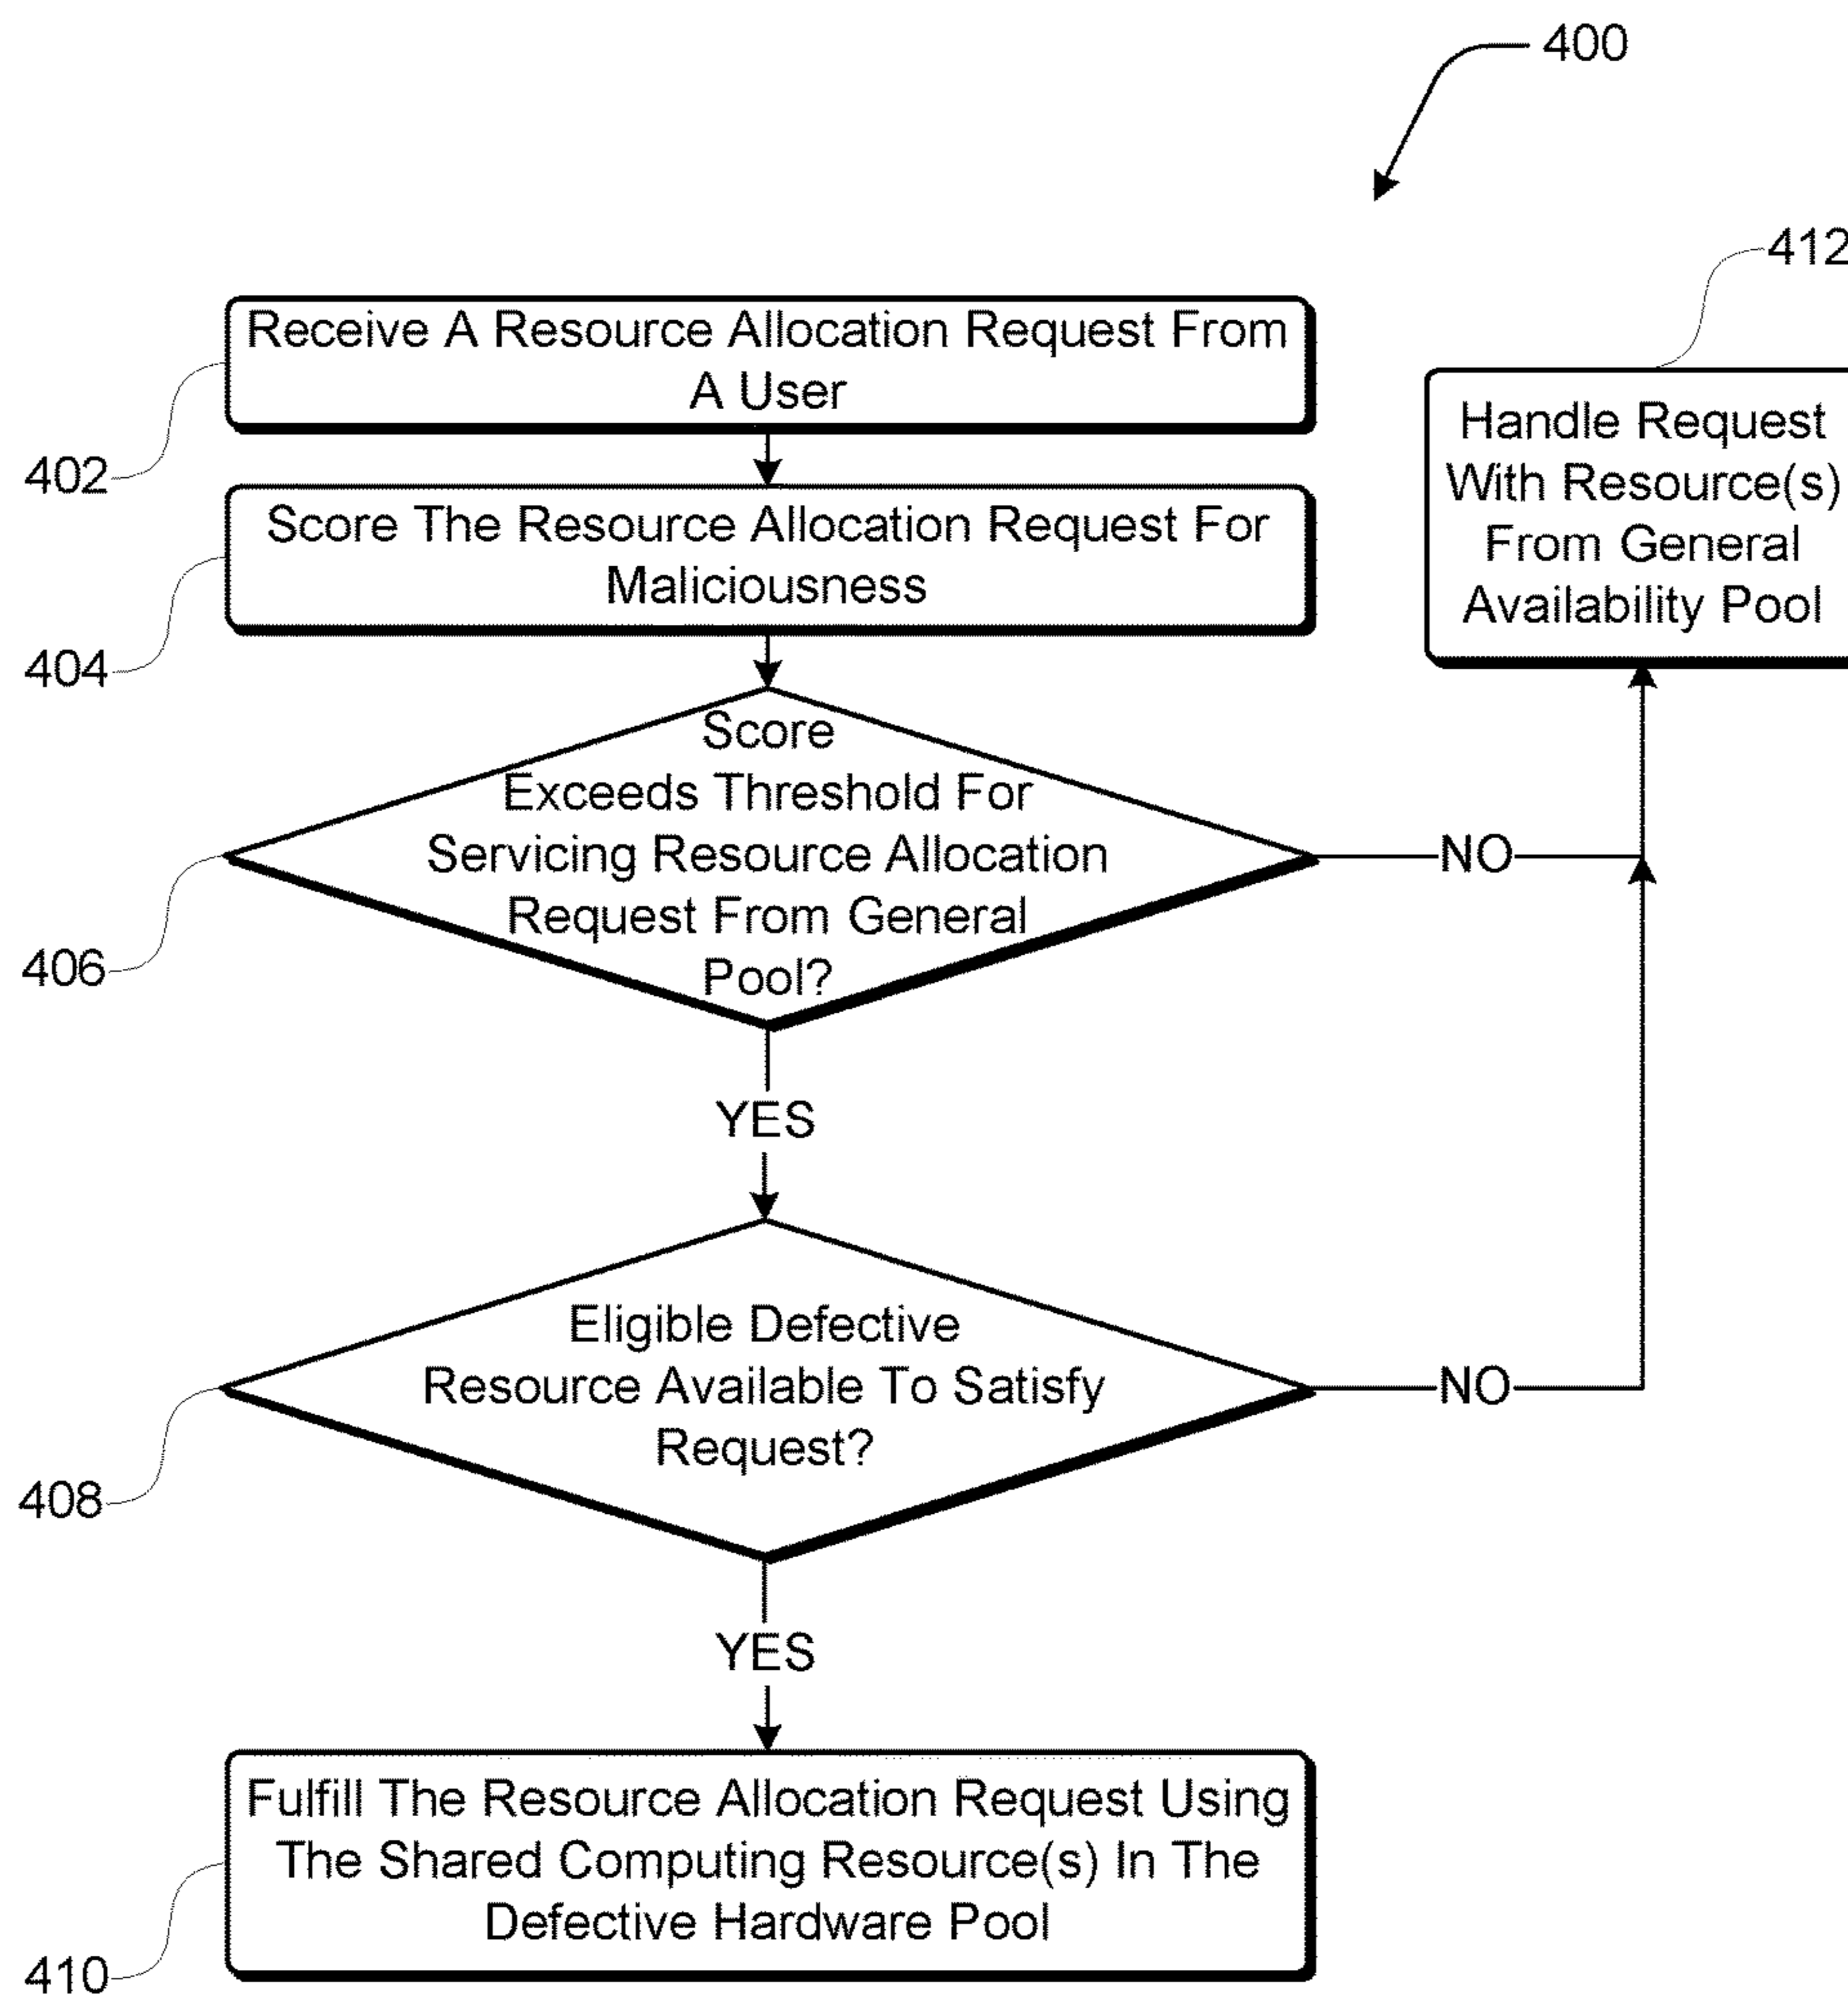 400
412
Receive A Resource Allocation Request From
A User
402
Handle Request
With Resource(s)
From General
Availability Pool
Score The Resource Allocation Request For
Maliciousness
404
Score
Exceeds Threshold For
Servicing Resource Allocation
Request From General
Pool?
NO
406
YES
Eligible Defective
Resource Available To Satisfy
Request?
NO
408
YES
Fulfill The Resource Allocation Request Using
The Shared Computing Resource(s) In The
Defective Hardware Pool
410